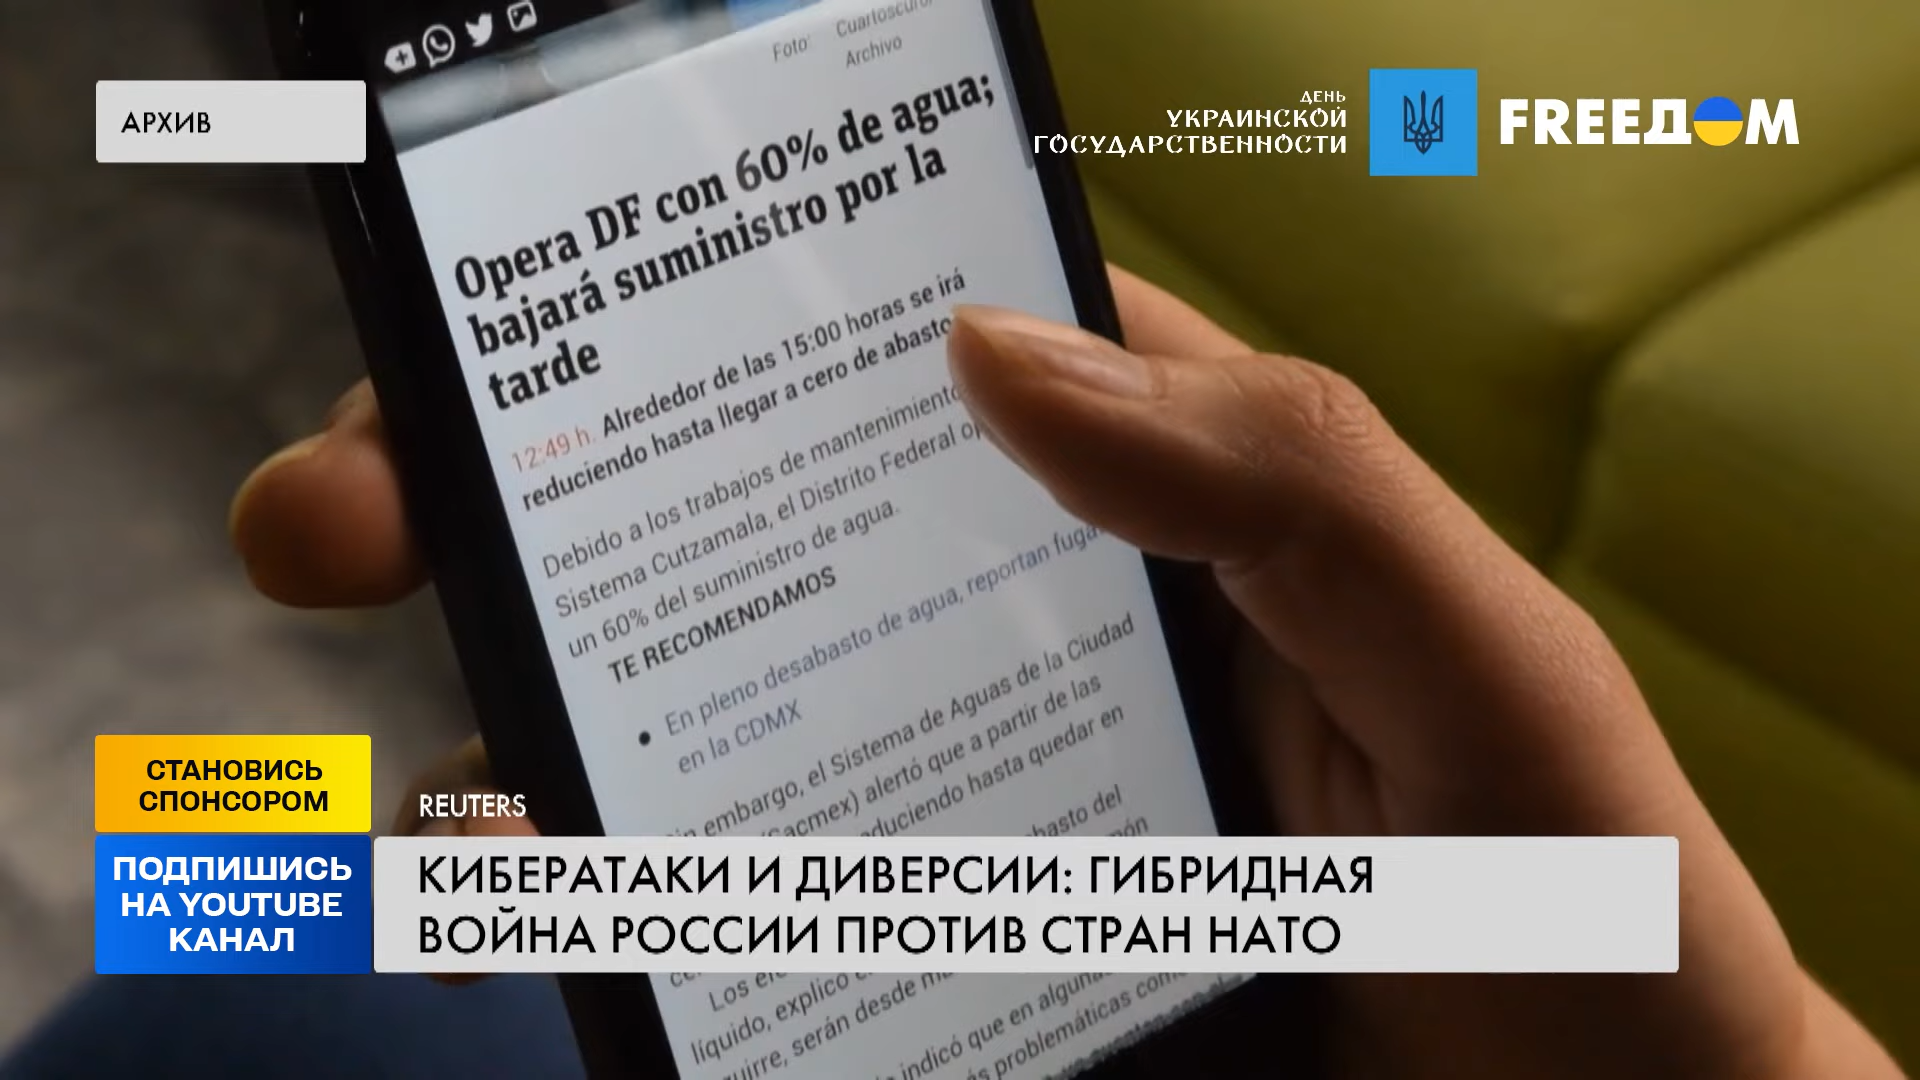 АРХИВ
ДЕНЬ
УКРАИНСКОЙ
ГОСУДАРСТВЕННОСТИ
FREEДOM
Foto: Cuartoscuro/
Archivo
Opera DF con 60% de agua;
bajará suministro por la
tarde
12:49 h. Alrededor de las 15:00 horas se irá
reduciendo hasta llegar a cero de abasto
Debido a los trabajos de mantenimiento
Sistema Cutzamala, el Distrito Federal
un 60% del suministro de agua.
TE RECOMENDAMOS
• En pleno desabasto de agua, reportan
en la CDMX
embargo, el Sistema de Aguas de la Ciudad
alertó que a partir de las
hasta quedar en
del
СТАНОВИСЬ
СПОНСОРОМ
ПОДПИШИСЬ
НА YOUTUBE
КАНАЛ
REUTERS
КИБЕРАТАКИ И ДИВЕРСИИ: ГИБРИДНАЯ
ВОЙНА РОССИИ ПРОТИВ СТРАН НАТО
Los
líquido, explicó
serán desde
indicó que en
problemáticas